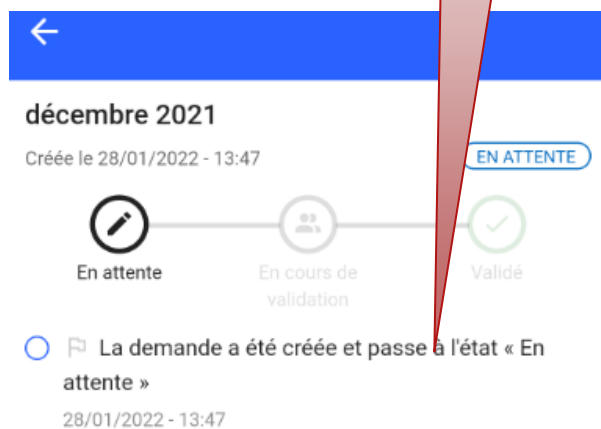 décembre 2021
Créée le 28/01/2022 - 13:47
EN ATTENTE
En attente
En cours de
validation
Validé
La demande a été créée et passe à l'état « En
attente »
28/01/2022 - 13:47